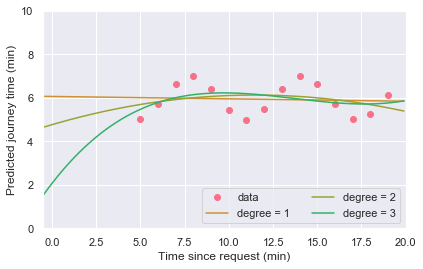 Predicted journey time (min)
10
8
6
4
2
0
0.0 2.5 5.0 7.5 10.0 12.5 15.0 17.5 20.0
Time since request (min)
data
degree = 1
degree = 2
degree = 3